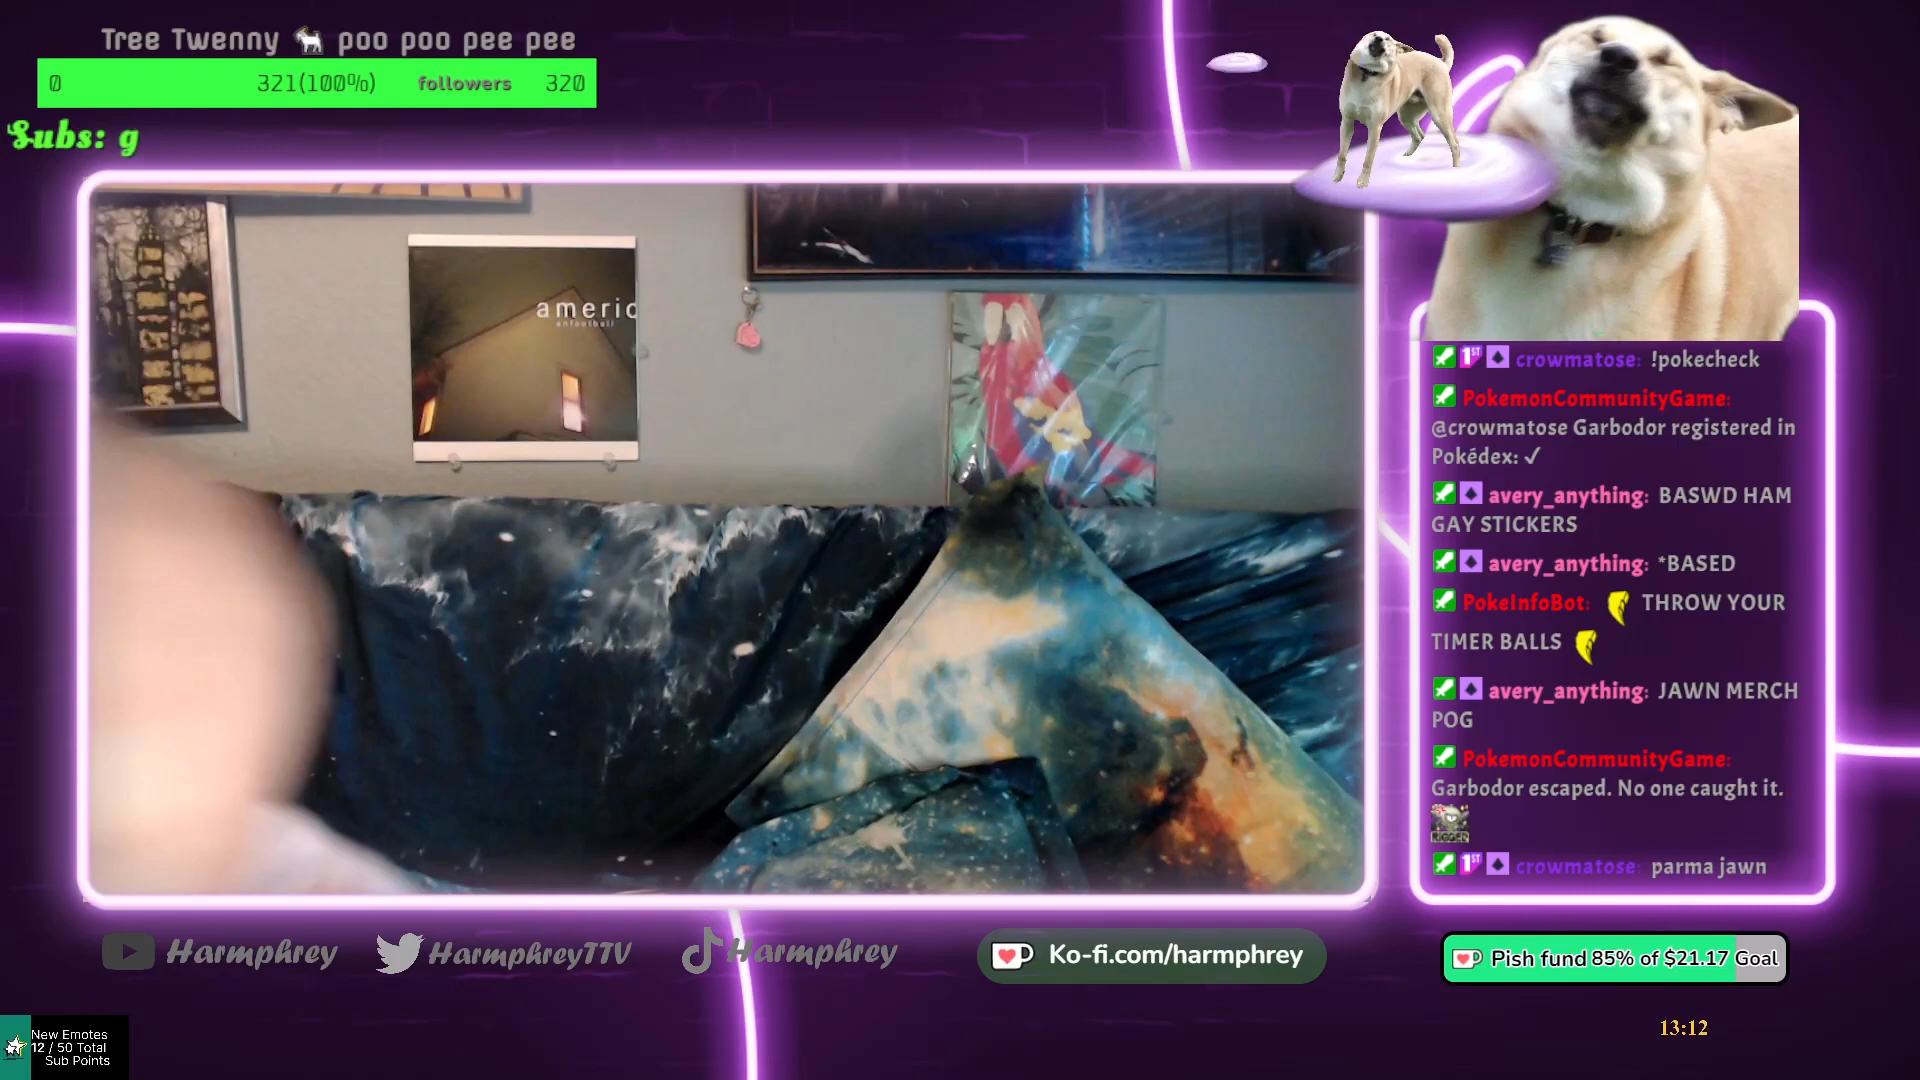 Tree Twenny 🐐 poo poo pee pee
0 321(100%) followers 320
Subs: g
americ
anfootball
crowmatose: !pokecheck
PokemonCommunityGame:
@crowmatose Garbodor registered in
Pokédex: ✓
avery_anything: BASWD HAM
GAY STICKERS
avery_anything: *BASED
PokeInfoBot: THROW YOUR
TIMER BALLS
avery_anything: JAWN MERCH
POG
PokemonCommunityGame:
Garbodor escaped. No one caught it.
RIGGED
crowmatose: parma jawn
Harmphrey
HarmphreyTTV
Harmphrey
Ko-fi.com/harmphrey
Pish fund 85% of $21.17 Goal
13:12
New Emotes
12 / 50 Total
Sub Points